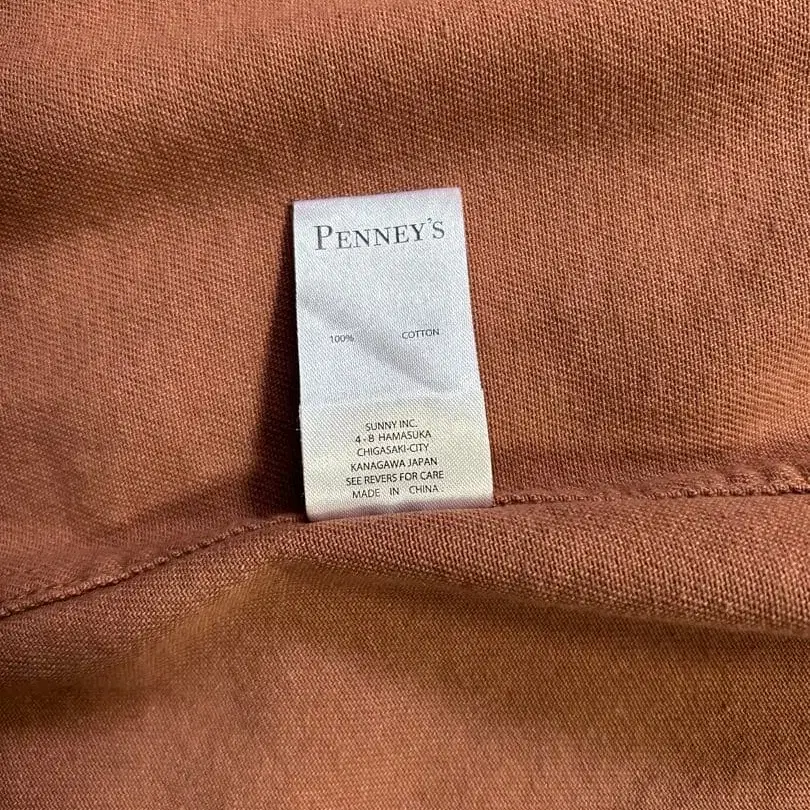 PENNEY'S
100% COTTON
SUNNY INC.
4-8 HAMASUKA
CHIGASAKI-CITY
KANAGAWA JAPAN
SEE REVERS FOR CARE
MADE IN CHINA.